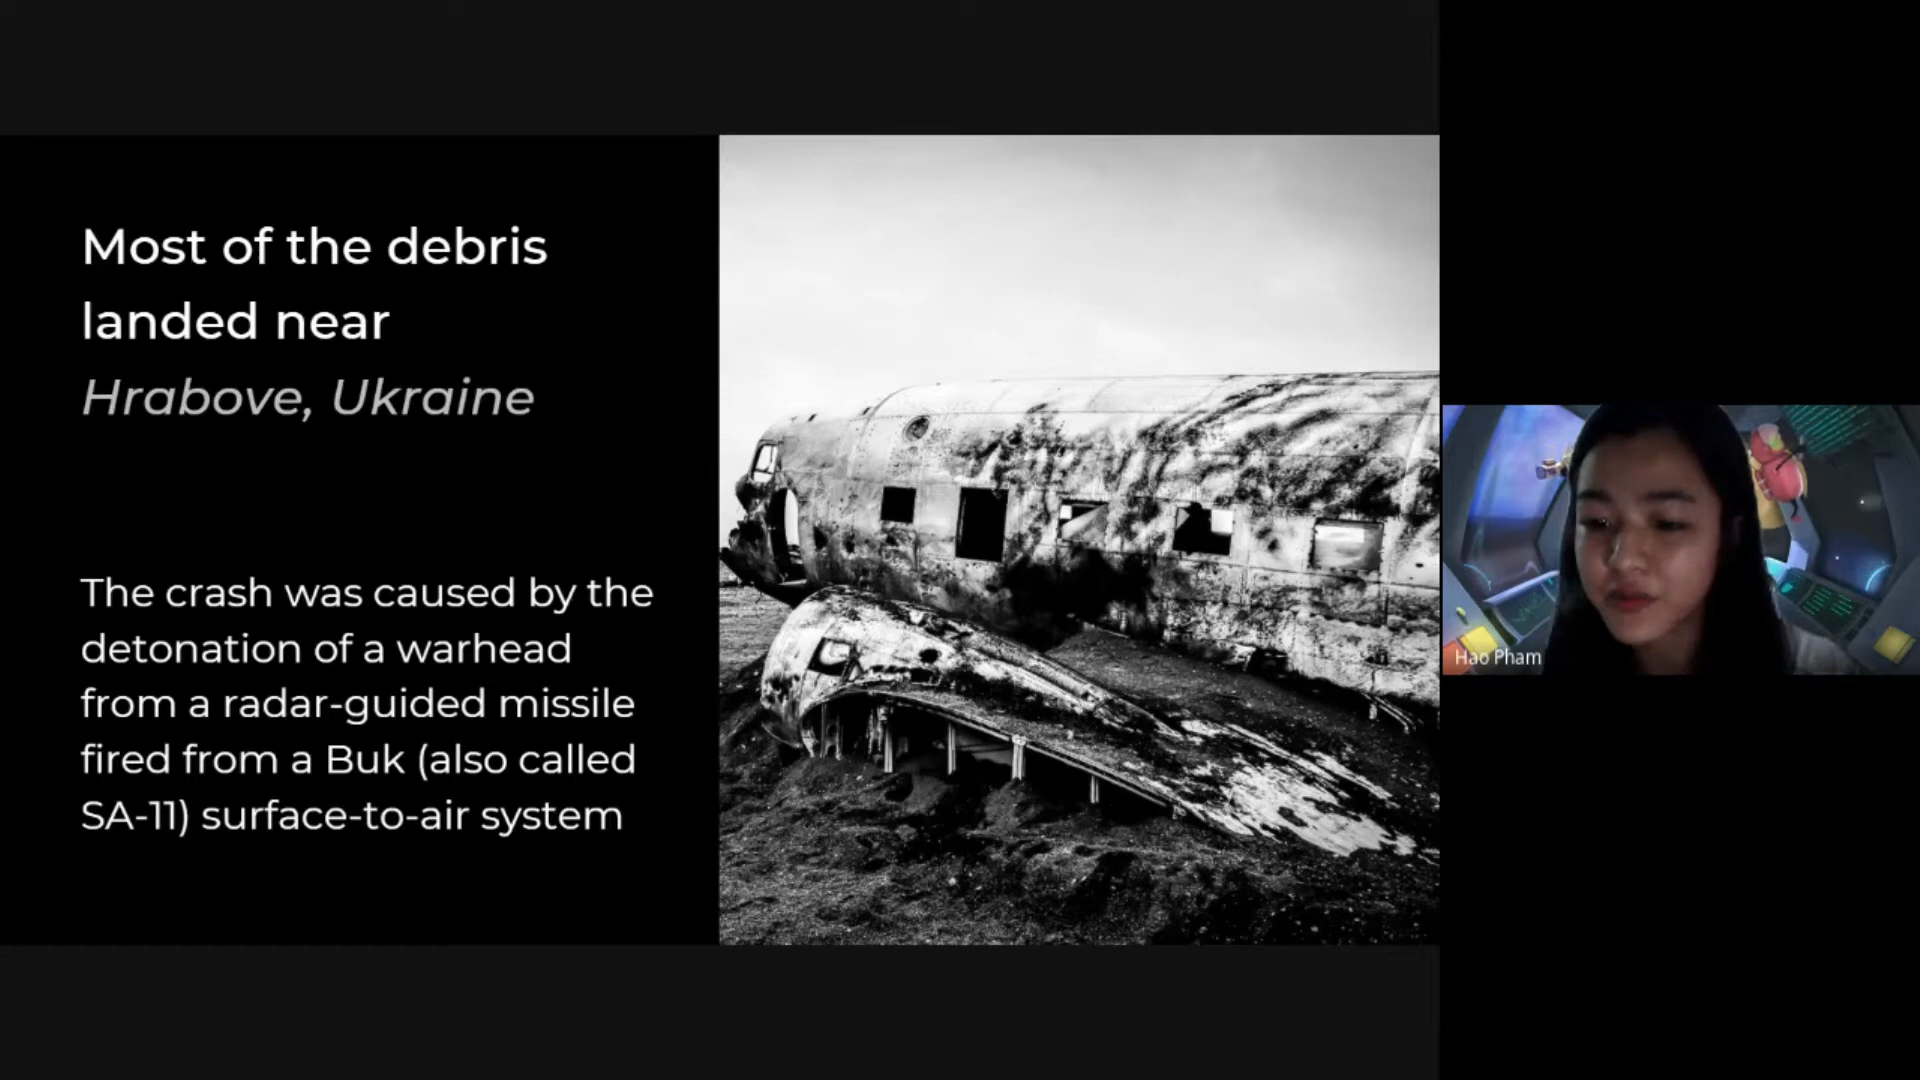 Most of the debris
landed near
Hrabove, Ukraine
The crash was caused by the
detonation of a warhead
from a radar-guided missile
fired from a Buk (also called
SA-11) surface-to-air system
Hao Pham